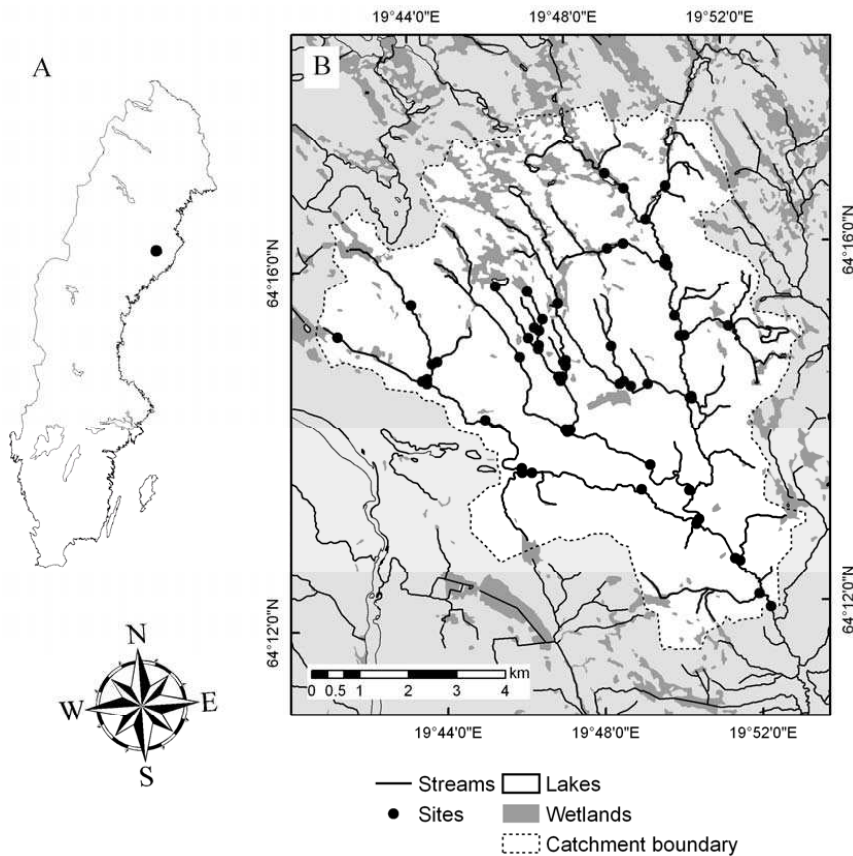 19°44'0"E 19°48'0"E 19°52'0"E
A
B
64°16'0"N
64°16'0"N
64°12'0"N
64°12'0"N
N
W E
S
km
0 0.5 1 2 3 4
19°44'0"E 19°48'0"E 19°52'0"E
Streams Lakes
Sites Wetlands
Catchment boundary